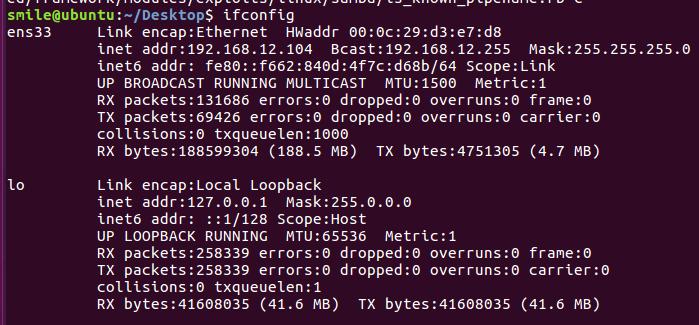 smile@ubuntu:~/Desktop$ ifconfig
ens33     Link encap:Ethernet  HWaddr 00:0c:29:d3:e7:d8
          inet addr:192.168.12.104  Bcast:192.168.12.255  Mask:255.255.255.0
          inet6 addr: fe80::f662:840d:4f7c:d68b/64 Scope:Link
          UP BROADCAST RUNNING MULTICAST  MTU:1500  Metric:1
          RX packets:131686 errors:0 dropped:0 overruns:0 frame:0
          TX packets:69426 errors:0 dropped:0 overruns:0 carrier:0
          collisions:0 txqueuelen:1000
          RX bytes:188599304 (188.5 MB)  TX bytes:4751305 (4.7 MB)
lo        Link encap:Local Loopback
          inet addr:127.0.0.1  Mask:255.0.0.0
          inet6 addr: ::1/128 Scope:Host
          UP LOOPBACK RUNNING  MTU:65536  Metric:1
          RX packets:258339 errors:0 dropped:0 overruns:0 frame:0
          TX packets:258339 errors:0 dropped:0 overruns:0 carrier:0
          collisions:0 txqueuelen:1
          RX bytes:41608035 (41.6 MB)  TX bytes:41608035 (41.6 MB)